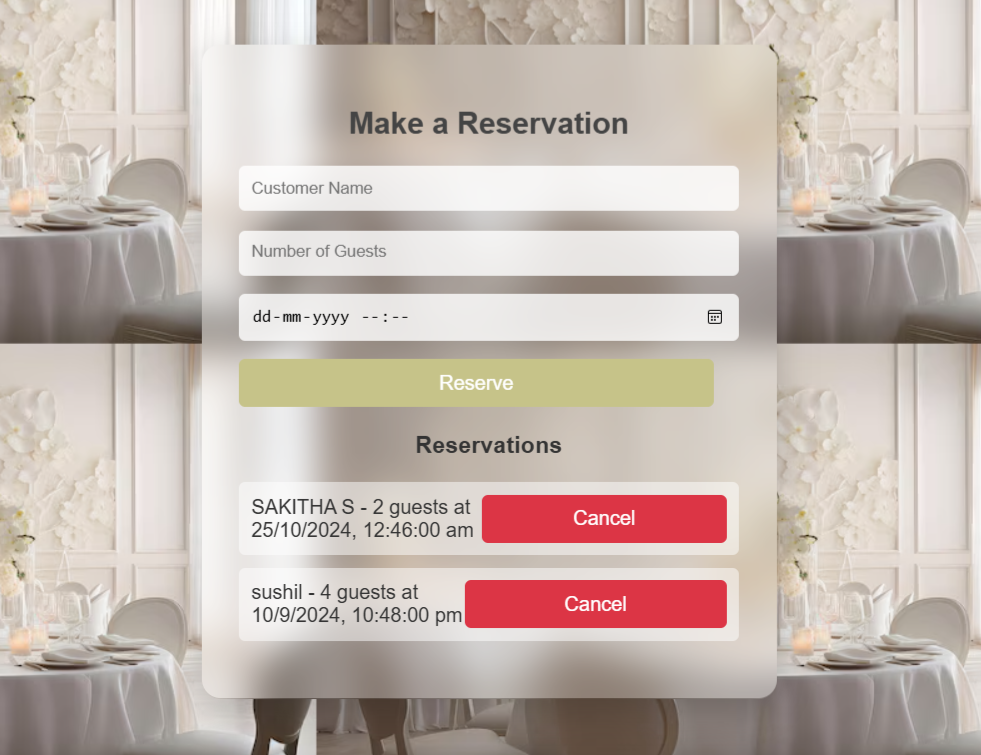 Make a Reservation
Customer Name
Number of Guests
dd-mm-yyyy --:--
Reserve
Reservations
SAKITHA S - 2 guests at
25/10/2024, 12:46:00 am
Cancel
sushil - 4 guests at
10/9/2024, 10:48:00 pm
Cancel